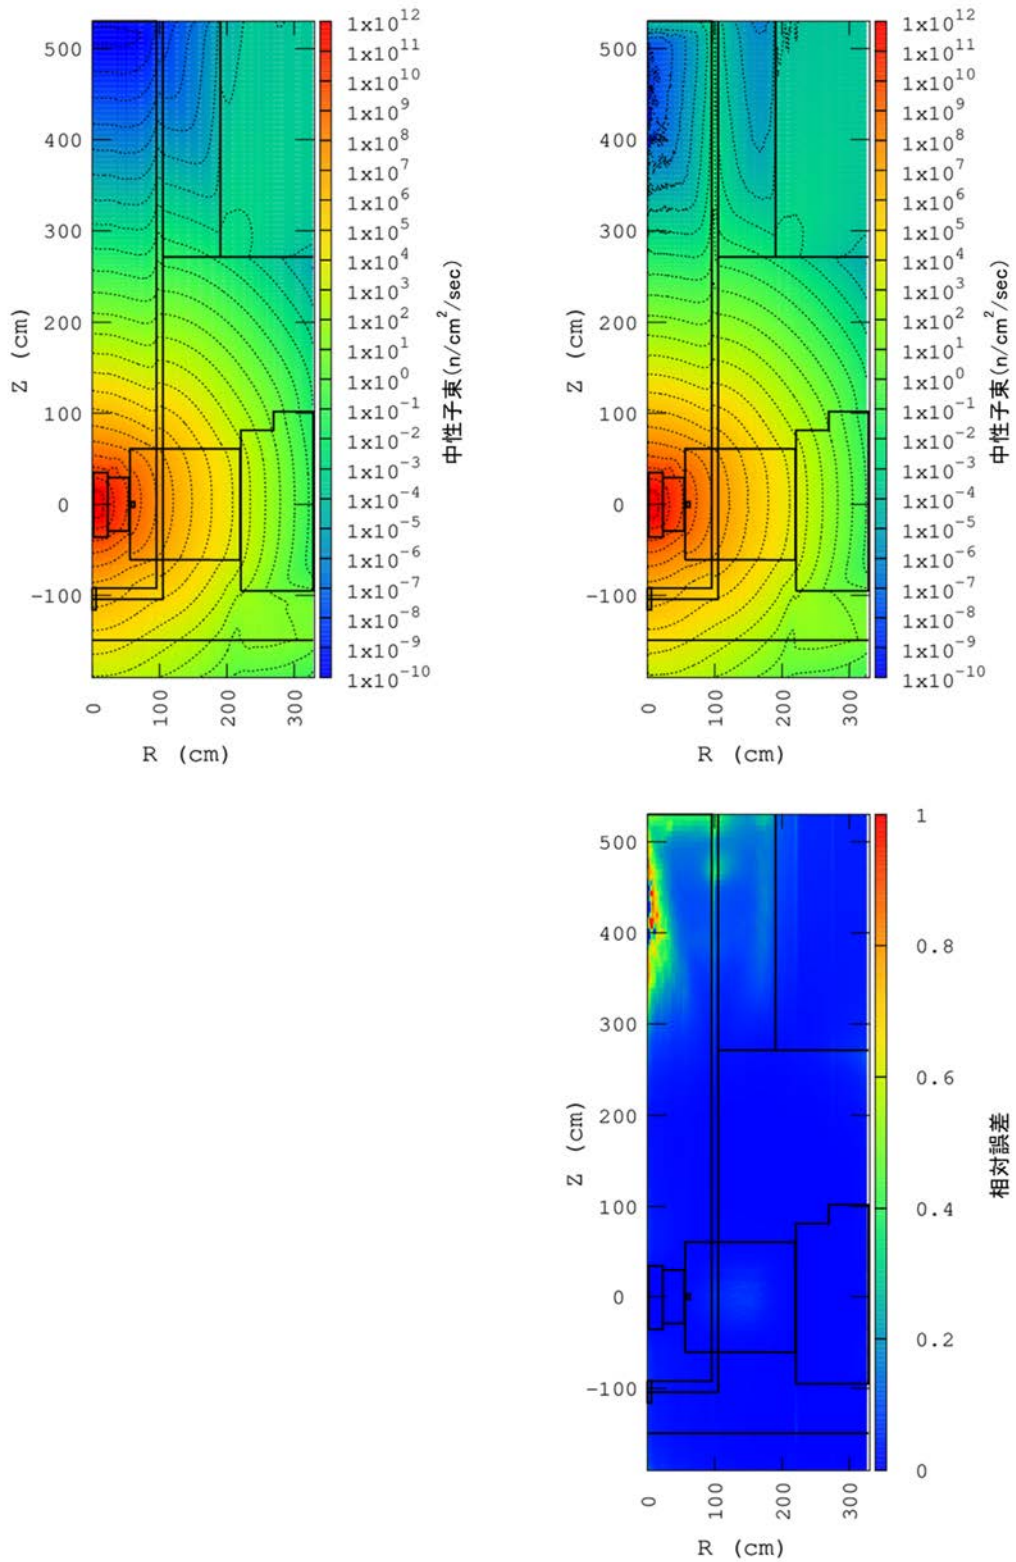 500
400
300
200
100
0
−100
Z (cm)
0
100
200
300
R (cm)
1x10^12
1x10^11
1x10^10
1x10^9
1x10^8
1x10^7
1x10^6
1x10^5
1x10^4
1x10^3
1x10^2
1x10^1
1x10^0
1x10^-1
1x10^-2
1x10^-3
1x10^-4
1x10^-5
1x10^-6
1x10^-7
1x10^-8
1x10^-9
1x10^-10
中性子束(n/cm²/sec)
500
400
300
200
100
0
−100
Z (cm)
0
100
200
300
R (cm)
1x10^12
1x10^11
1x10^10
1x10^9
1x10^8
1x10^7
1x10^6
1x10^5
1x10^4
1x10^3
1x10^2
1x10^1
1x10^0
1x10^-1
1x10^-2
1x10^-3
1x10^-4
1x10^-5
1x10^-6
1x10^-7
1x10^-8
1x10^-9
1x10^-10
中性子束(n/cm²/sec)
500
400
300
200
100
0
−100
Z (cm)
0
100
200
300
R (cm)
1
0.8
0.6
0.4
0.2
0
相対誤差